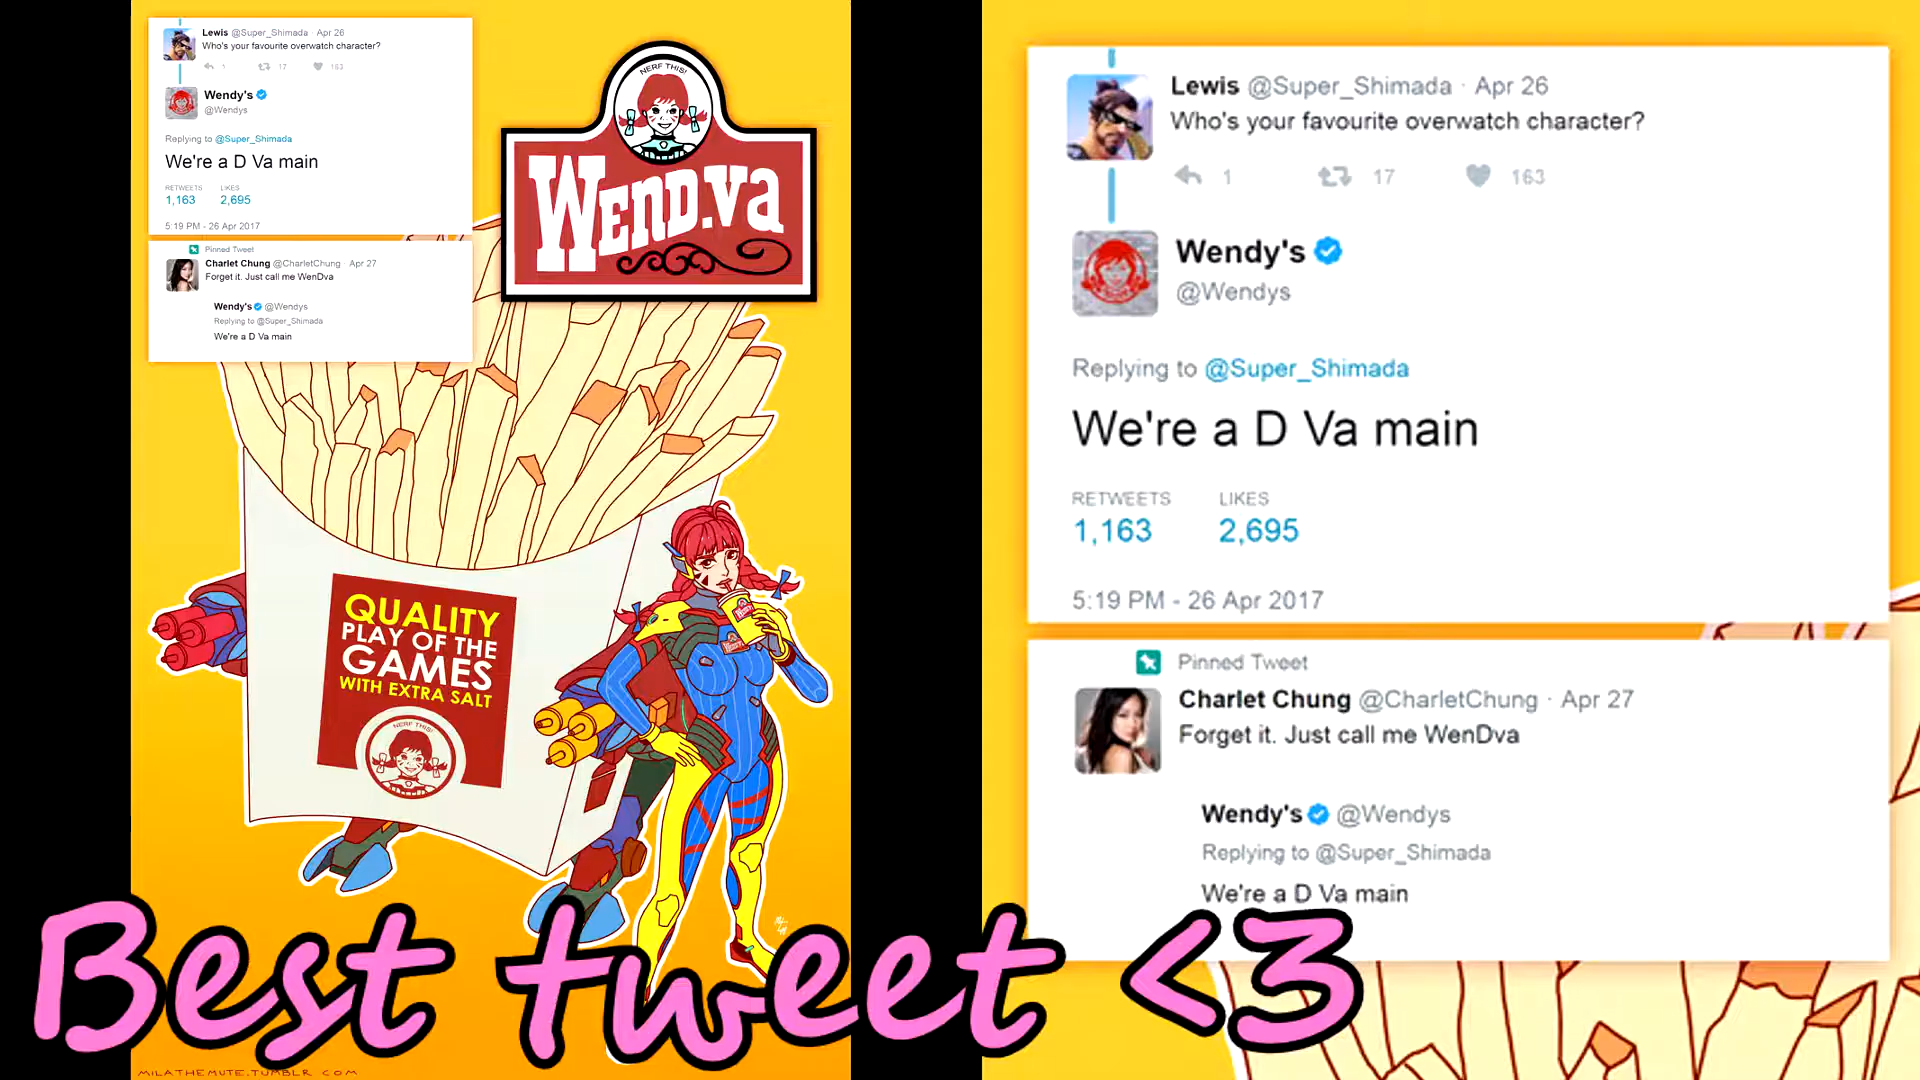 Lewis @Super_Shimada · Apr 26
Who's your favourite overwatch character?
1 17 163
Wendy's
@Wendys
Replying to @Super_Shimada
We're a D Va main
RETWEETS LIKES
1,163 2,695
5:19 PM - 26 Apr 2017
Pinned Tweet
Charlet Chung @CharletChung · Apr 27
Forget it. Just call me WenDva
Wendy's @Wendys
Replying to @Super_Shimada
We're a D Va main
NERF THIS!
WEND.VA
QUALITY
PLAY OF THE
GAMES
WITH EXTRA SALT
NERF THIS!
Lewis @Super_Shimada · Apr 26
Who's your favourite overwatch character?
1 17 163
Wendy's
@Wendys
Replying to @Super_Shimada
We're a D Va main
RETWEETS LIKES
1,163 2,695
5:19 PM - 26 Apr 2017
Pinned Tweet
Charlet Chung @CharletChung · Apr 27
Forget it. Just call me WenDva
Wendy's @Wendys
Replying to @Super_Shimada
We're a D Va main
Best tweet <3
MILATHEMUTE.TUMBLR COM